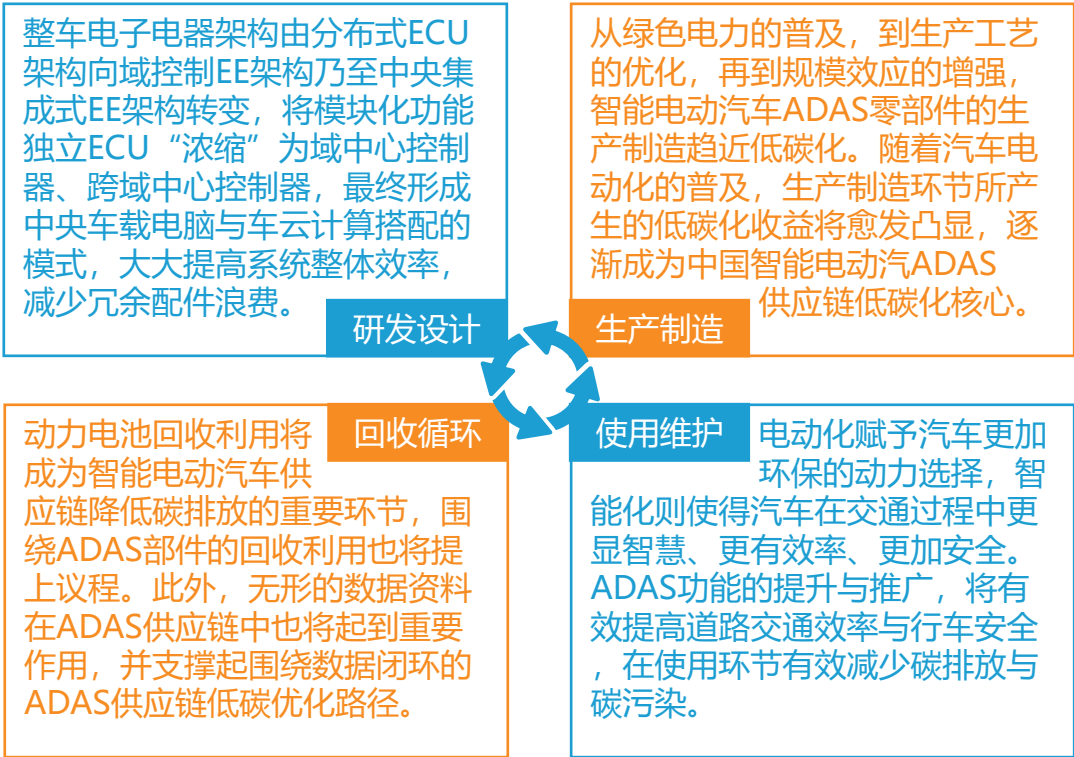 整车电子电器架构由分布式ECU
架构向域控制EE架构乃至中央集
成式EE架构转变，将模块化功能
独立ECU“浓缩”为域中心控制
器、跨域中心控制器，最终形成
中央车载电脑与车云计算搭配的
模式，大大提高系统整体效率，
减少冗余配件浪费。
研发设计
从绿色电力的普及，到生产工艺
的优化，再到规模效应的增强，
智能电动汽车ADAS零部件的生
产制造趋近低碳化。随着汽车电
动化的普及，生产制造环节所产
生的低碳化收益将愈发凸显，逐
渐成为中国智能电动汽ADAS
供应链低碳化核心。
生产制造
回收循环
动力电池回收利用将
成为智能电动汽车供
应链降低碳排放的重要环节，围
绕ADAS部件的回收利用也将提
上议程。此外，无形的数据资料
在ADAS供应链中也将起到重要
作用，并支撑起围绕数据闭环的
ADAS供应链低碳优化路径。
使用维护
电动化赋予汽车更加
环保的动力选择，智
能化则使得汽车在交通过程中更
显智慧、更有效率、更加安全。
ADAS功能的提升与推广，将有
效提高道路交通效率与行车安全
，在使用环节有效减少碳排放与
碳污染。